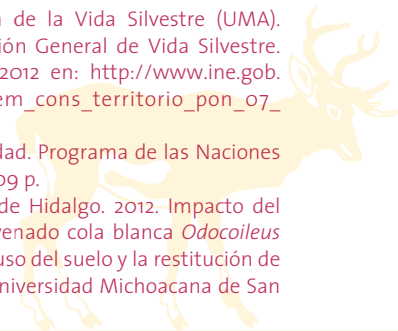 de la Vida Silvestre (UMA).
ión General de Vida Silvestre.
2012 en: http://www.ine.gob.
em_cons_territorio_pon_07_
dad. Programa de las Naciones
09 p.
de Hidalgo. 2012. Impacto del
venado cola blanca Odocoileus
uso del suelo y la restitución de
niversidad Michoacana de San